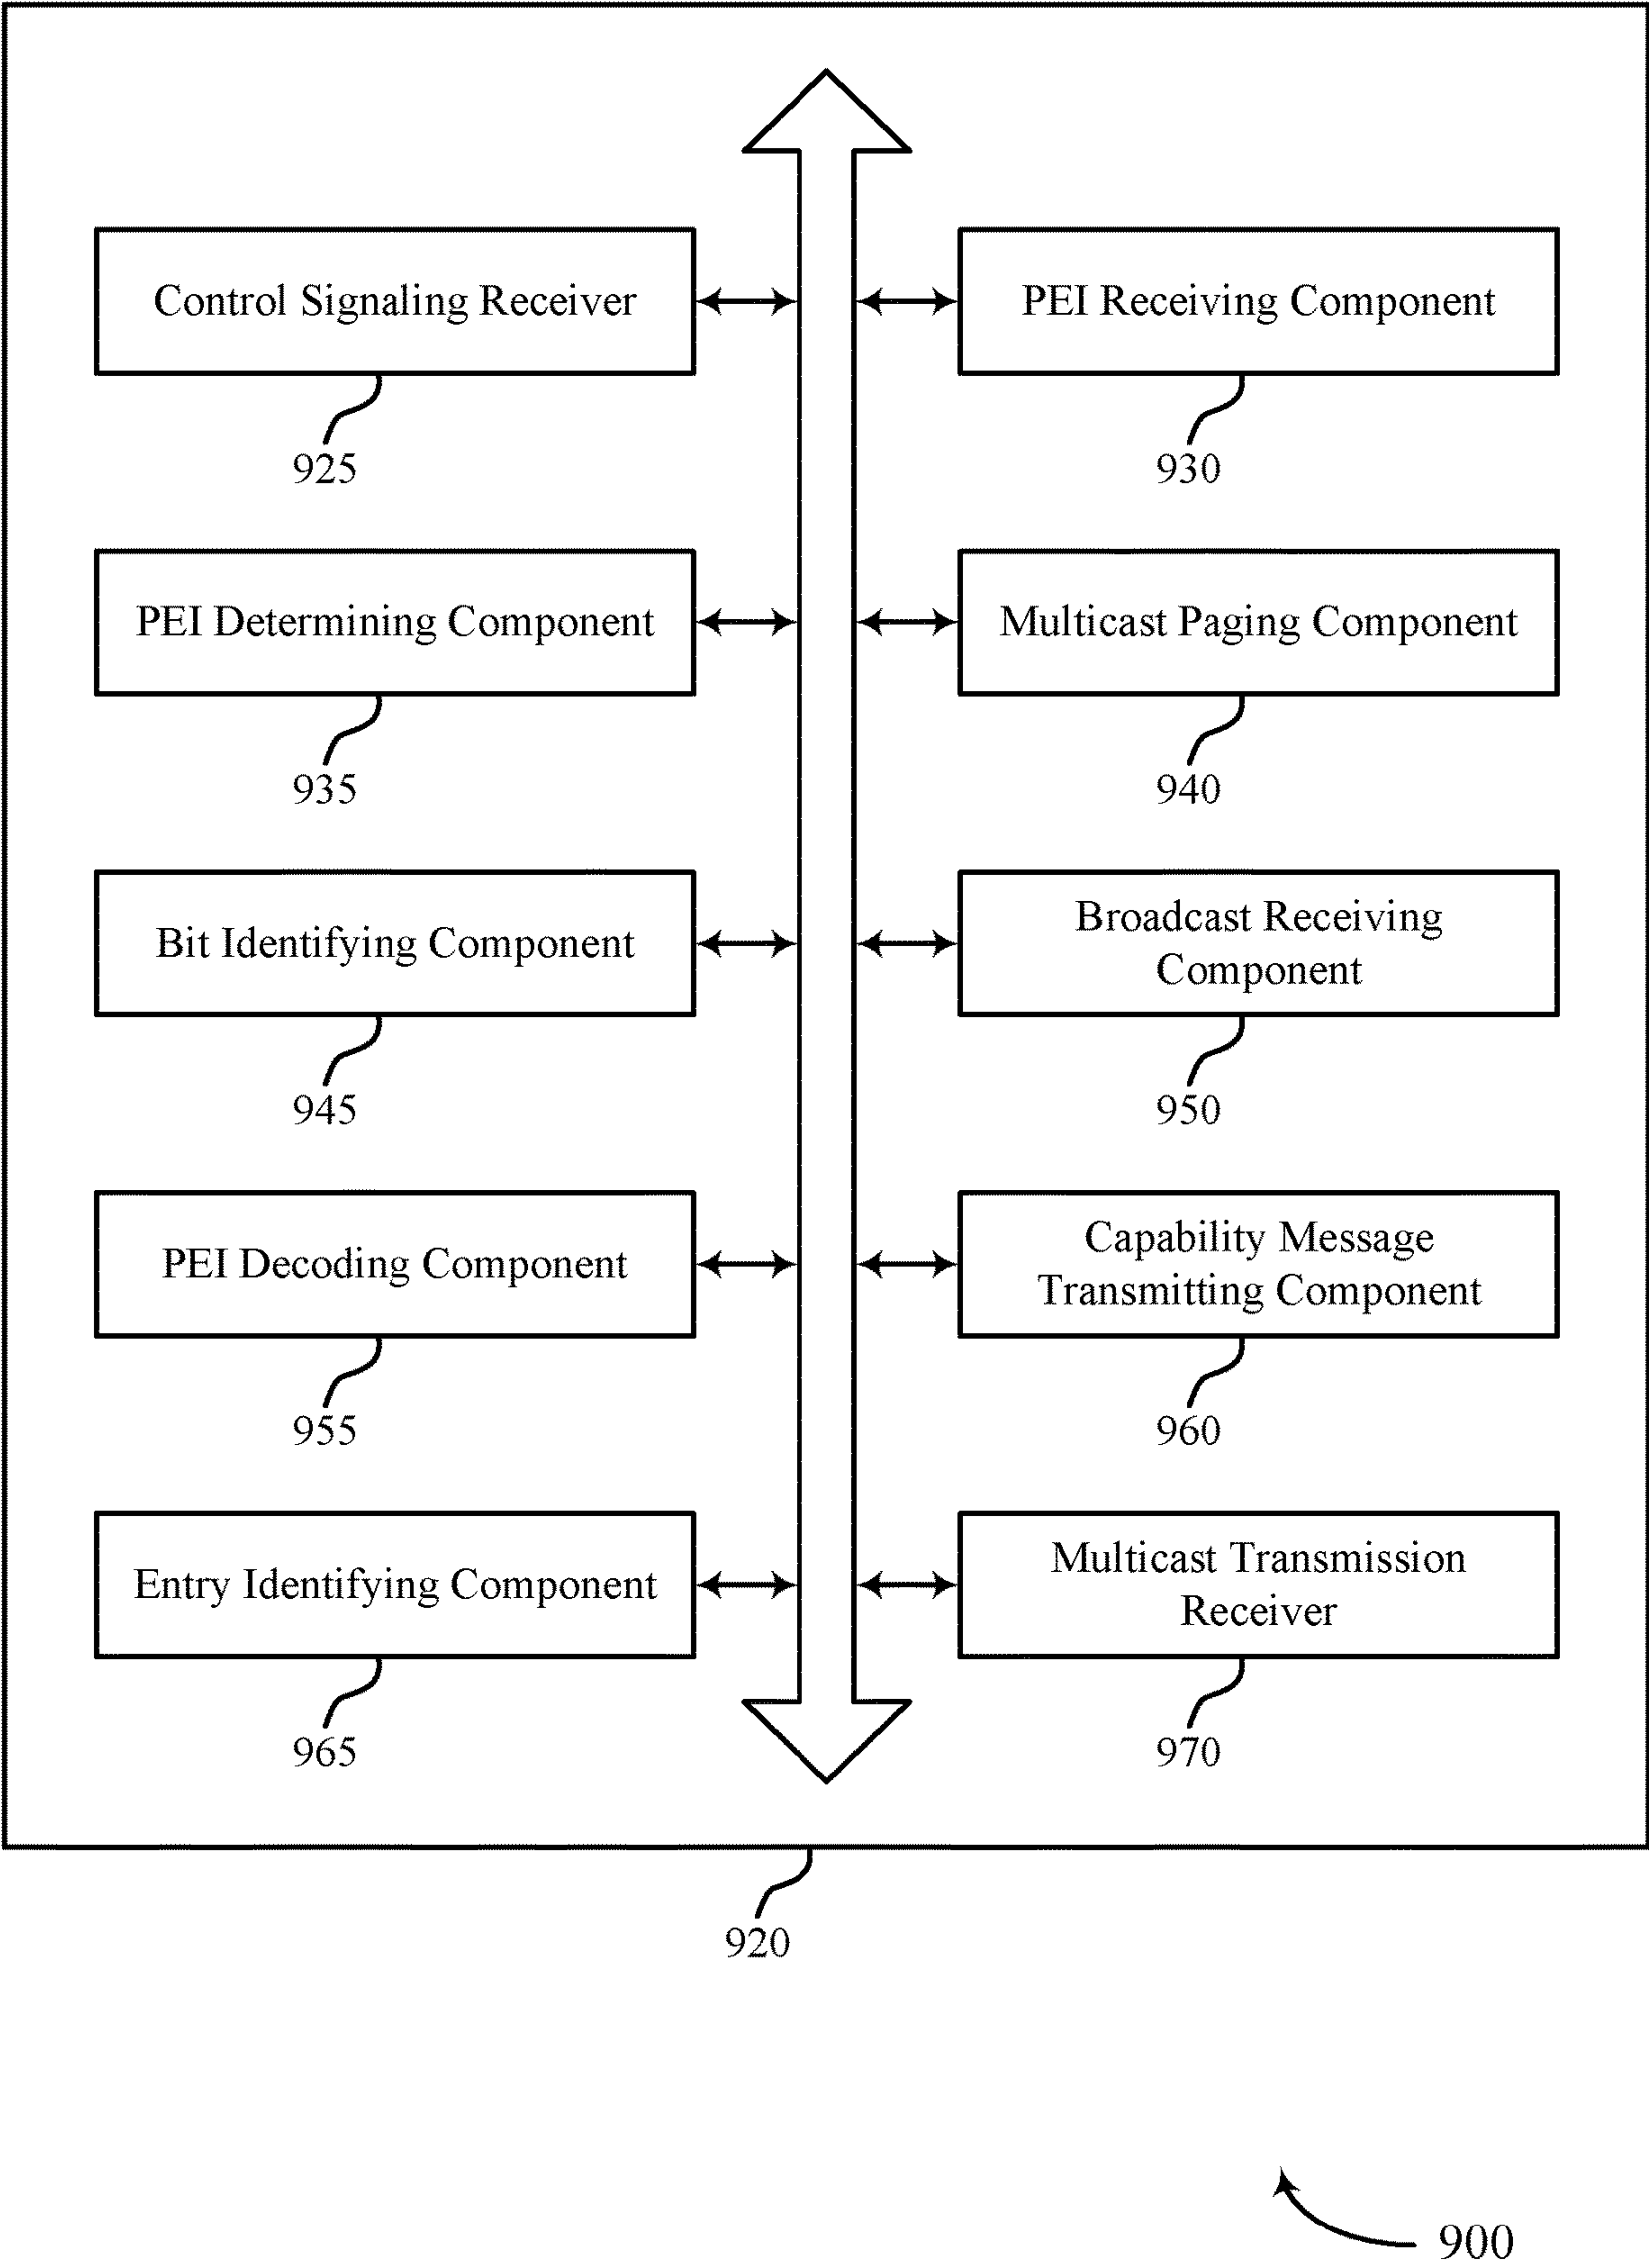 Control Signaling Receiver
925
PEI Receiving Component
930
PEI Determining Component
935
Multicast Paging Component
940
Bit Identifying Component
945
Broadcast Receiving
Component
950
PEI Decoding Component
955
Capability Message
Transmitting Component
960
Entry Identifying Component
965
Multicast Transmission
Receiver
970
920
900